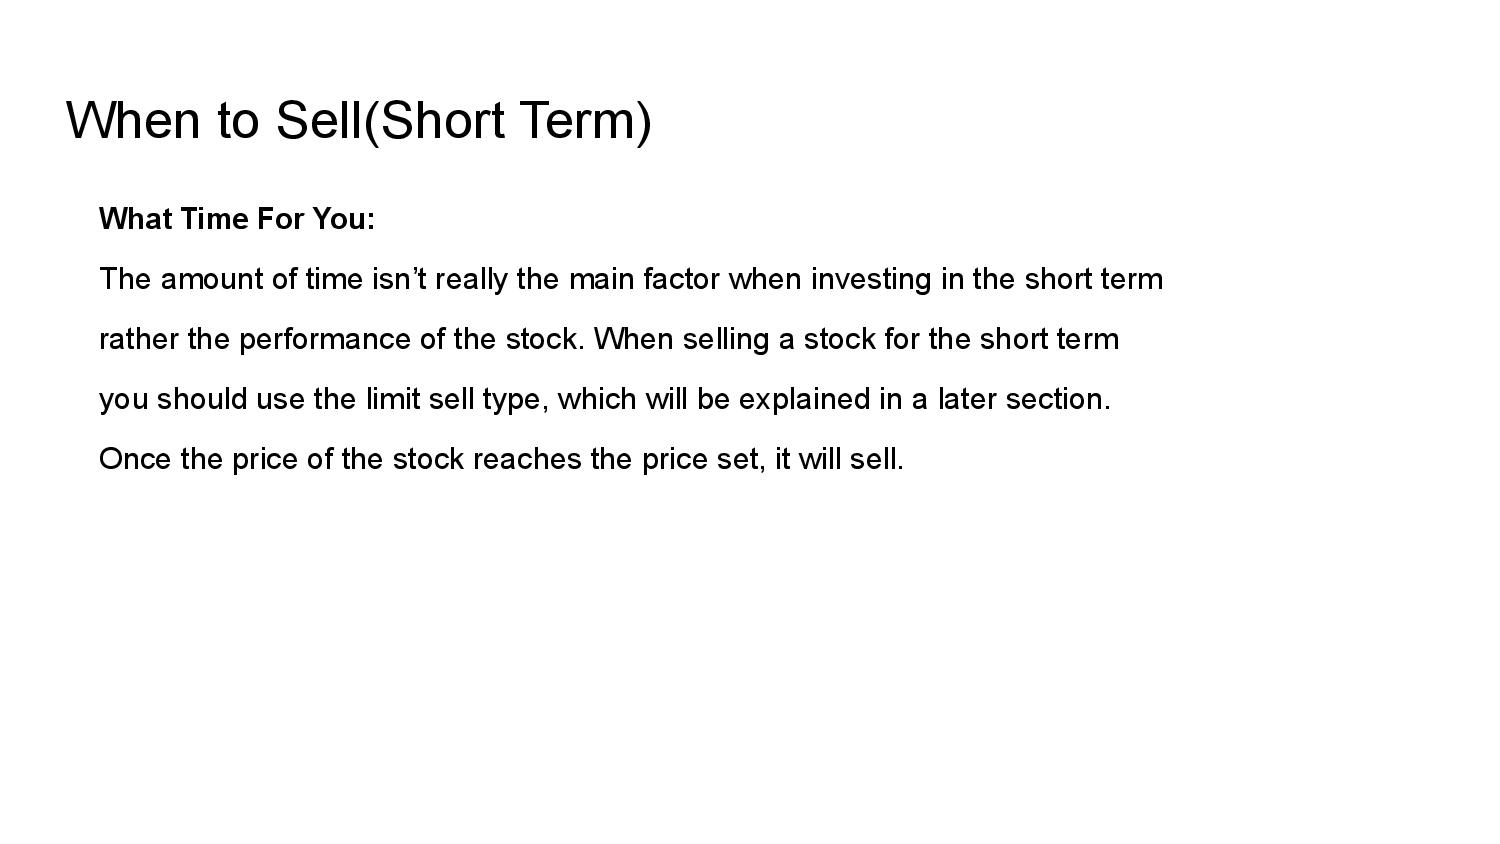 When to Sell(Short Term)
What Time For You:
The amount of time isn’t really the main factor when investing in the short term
rather the performance of the stock. When selling a stock for the short term
you should use the limit sell type, which will be explained in a later section.
Once the price of the stock reaches the price set, it will sell.